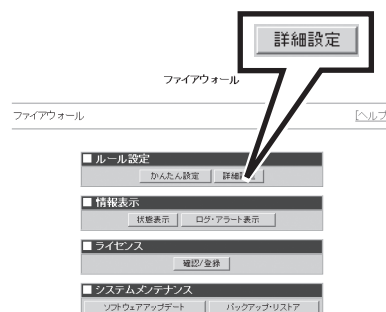 詳細設定
ファイアウォール
ファイアウォール [ヘルプ
■ ルール設定
かんたん設定 詳細
■ 情報表示
状態表示 ログ・アラート表示
■ ライセンス
確認/登録
■ システムメンテナンス
ソフトウェアアップデート バックアップ・リストア